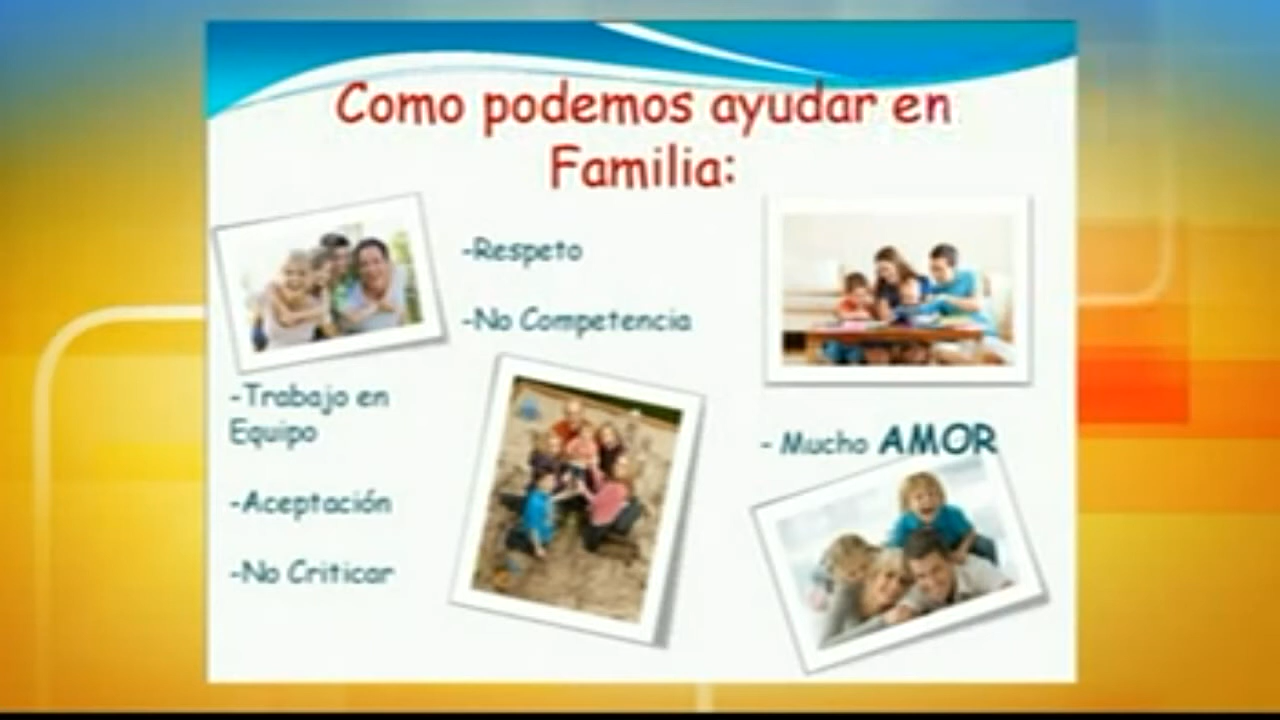 Como podemos ayudar en
Familia:
-Respeto
-No Competencia
-Trabajo en
Equipo
-Aceptación
-No Criticar
- Mucho AMOR